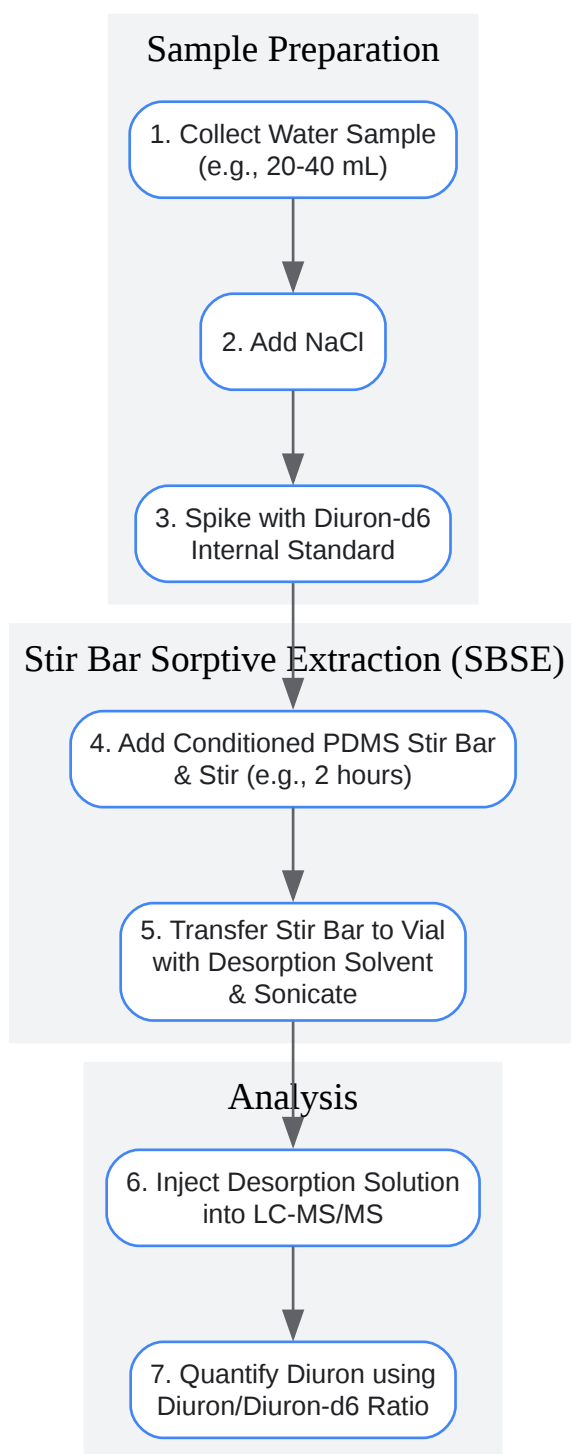 Sample Preparation
1. Collect Water Sample
(e.g., 20-40 mL)
2. Add NaCl
3. Spike with Diuron-d6
Internal Standard
Stir Bar Sorptive Extraction (SBSE)
4. Add Conditioned PDMS Stir Bar
& Stir (e.g., 2 hours)
5. Transfer Stir Bar to Vial
with Desorption Solvent
& Sonicate
Analysis
6. Inject Desorption Solution
into LC-MS/MS
7. Quantify Diuron using
Diuron/Diuron-d6 Ratio